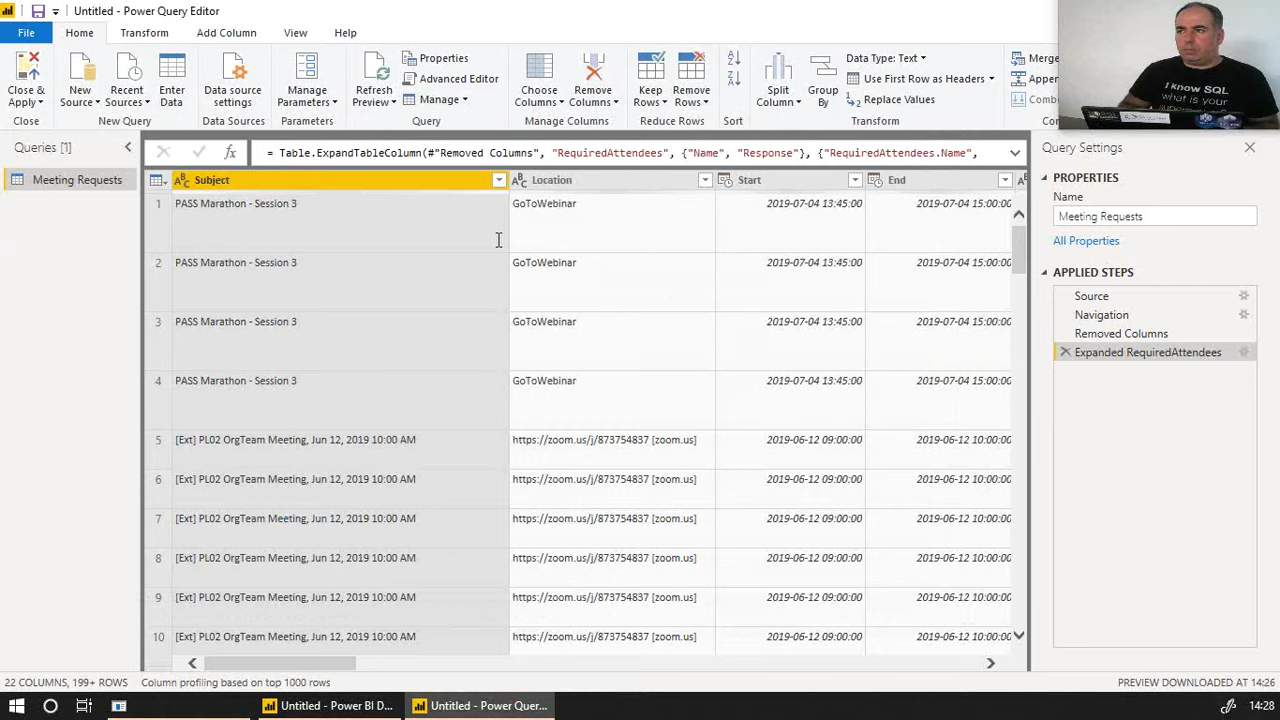 Untitled - Power Query Editor
File Home Transform Add Column View Help
Close & Apply
New Source
Recent Sources
Enter Data
Data source settings
Manage Parameters
Refresh Preview
Properties
Advanced Editor
Manage
Choose Columns
Remove Columns
Keep Rows
Remove Rows
Split Column
Group By
Data Type: Text
Use First Row as Headers
Replace Values
Merge
Close New Query Data Sources Parameters Query Manage Columns Reduce Rows Sort Transform
I know SQL
what is your
Queries [1]
Meeting Requests
= Table.ExpandTableColumn(#"Removed Columns", "RequiredAttendees", {"Name", "Response"}, {"RequiredAttendees.Name",
Subject Location Start End
1 PASS Marathon - Session 3 GoToWebinar 2019-07-04 13:45:00 2019-07-04 15:00:00
2 PASS Marathon - Session 3 GoToWebinar 2019-07-04 13:45:00 2019-07-04 15:00:00
3 PASS Marathon - Session 3 GoToWebinar 2019-07-04 13:45:00 2019-07-04 15:00:00
4 PASS Marathon - Session 3 GoToWebinar 2019-07-04 13:45:00 2019-07-04 15:00:00
5 [Ext] PL02 OrgTeam Meeting, Jun 12, 2019 10:00 AM https://zoom.us/j/873754837 [zoom.us] 2019-06-12 09:00:00 2019-06-12 10:00:00
6 [Ext] PL02 OrgTeam Meeting, Jun 12, 2019 10:00 AM https://zoom.us/j/873754837 [zoom.us] 2019-06-12 09:00:00 2019-06-12 10:00:00
7 [Ext] PL02 OrgTeam Meeting, Jun 12, 2019 10:00 AM https://zoom.us/j/873754837 [zoom.us] 2019-06-12 09:00:00 2019-06-12 10:00:00
8 [Ext] PL02 OrgTeam Meeting, Jun 12, 2019 10:00 AM https://zoom.us/j/873754837 [zoom.us] 2019-06-12 09:00:00 2019-06-12 10:00:00
9 [Ext] PL02 OrgTeam Meeting, Jun 12, 2019 10:00 AM https://zoom.us/j/873754837 [zoom.us] 2019-06-12 09:00:00 2019-06-12 10:00:00
10 [Ext] PL02 OrgTeam Meeting, Jun 12, 2019 10:00 AM https://zoom.us/j/873754837 [zoom.us] 2019-06-12 09:00:00 2019-06-12 10:00:00
Query Settings
PROPERTIES
Name
Meeting Requests
All Properties
APPLIED STEPS
Source
Navigation
Removed Columns
Expanded RequiredAttendees
22 COLUMNS, 199+ ROWS Column profiling based on top 1000 rows PREVIEW DOWNLOADED AT 14:26
Untitled - Power BI D...
Untitled - Power Quer...
14:28